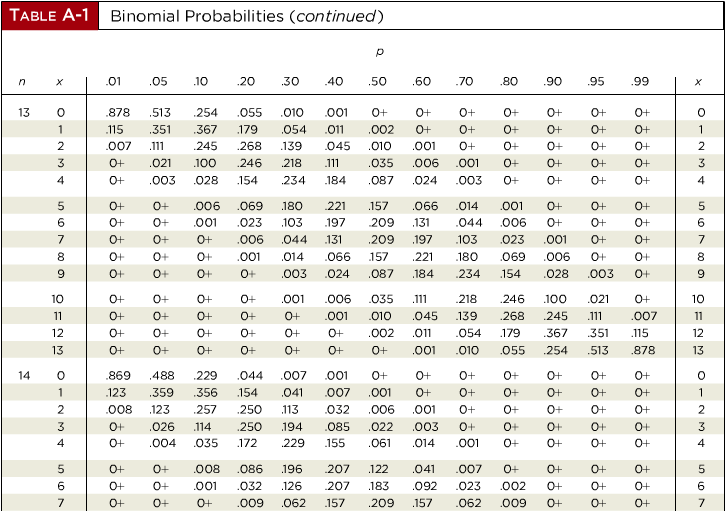 TABLE A-1 Binomial Probabilities (continued)
p
n x .01 .05 .10 .20 .30 .40 .50 .60 .70 .80 .90 .95 .99 x
13 0 .878 .513 .254 .055 .010 .001 0+ 0+ 0+ 0+ 0+ 0+ 0+ 0
1 .115 .351 .367 .179 .054 .011 .002 0+ 0+ 0+ 0+ 0+ 0+ 1
2 .007 .111 .245 .268 .139 .045 .010 .001 0+ 0+ 0+ 0+ 0+ 2
3 0+ .021 .100 .246 .218 .111 .035 .006 .001 0+ 0+ 0+ 0+ 3
4 0+ .003 .028 .154 .234 .184 .087 .024 .003 0+ 0+ 0+ 0+ 4
5 0+ 0+ .006 .069 .180 .221 .157 .066 .014 .001 0+ 0+ 0+ 5
6 0+ 0+ .001 .023 .103 .197 .209 .131 .044 .006 0+ 0+ 0+ 6
7 0+ 0+ 0+ .006 .044 .131 .209 .197 .103 .023 .001 0+ 0+ 7
8 0+ 0+ 0+ .001 .014 .066 .157 .221 .180 .069 .006 0+ 0+ 8
9 0+ 0+ 0+ 0+ .003 .024 .087 .184 .234 .154 .028 .003 0+ 9
10 0+ 0+ 0+ 0+ .001 .006 .035 .111 .218 .246 .100 .021 0+ 10
11 0+ 0+ 0+ 0+ 0+ .001 .010 .045 .139 .268 .245 .111 .007 11
12 0+ 0+ 0+ 0+ 0+ 0+ .002 .011 .054 .179 .367 .351 .115 12
13 0+ 0+ 0+ 0+ 0+ 0+ 0+ .001 .010 .055 .254 .513 .878 13
14 0 .869 .488 .229 .044 .007 .001 0+ 0+ 0+ 0+ 0+ 0+ 0+ 0
1 .123 .359 .356 .154 .041 .007 .001 0+ 0+ 0+ 0+ 0+ 0+ 1
2 .008 .123 .257 .250 .113 .032 .006 .001 0+ 0+ 0+ 0+ 0+ 2
3 0+ .026 .114 .250 .194 .085 .022 .003 0+ 0+ 0+ 0+ 0+ 3
4 0+ .004 .035 .172 .229 .155 .061 .014 .001 0+ 0+ 0+ 0+ 4
5 0+ 0+ .008 .086 .196 .207 .122 .041 .007 0+ 0+ 0+ 0+ 5
6 0+ 0+ .001 .032 .126 .207 .183 .092 .023 .002 0+ 0+ 0+ 6
7 0+ 0+ 0+ .009 .062 .157 .209 .157 .062 .009 0+ 0+ 0+ 7